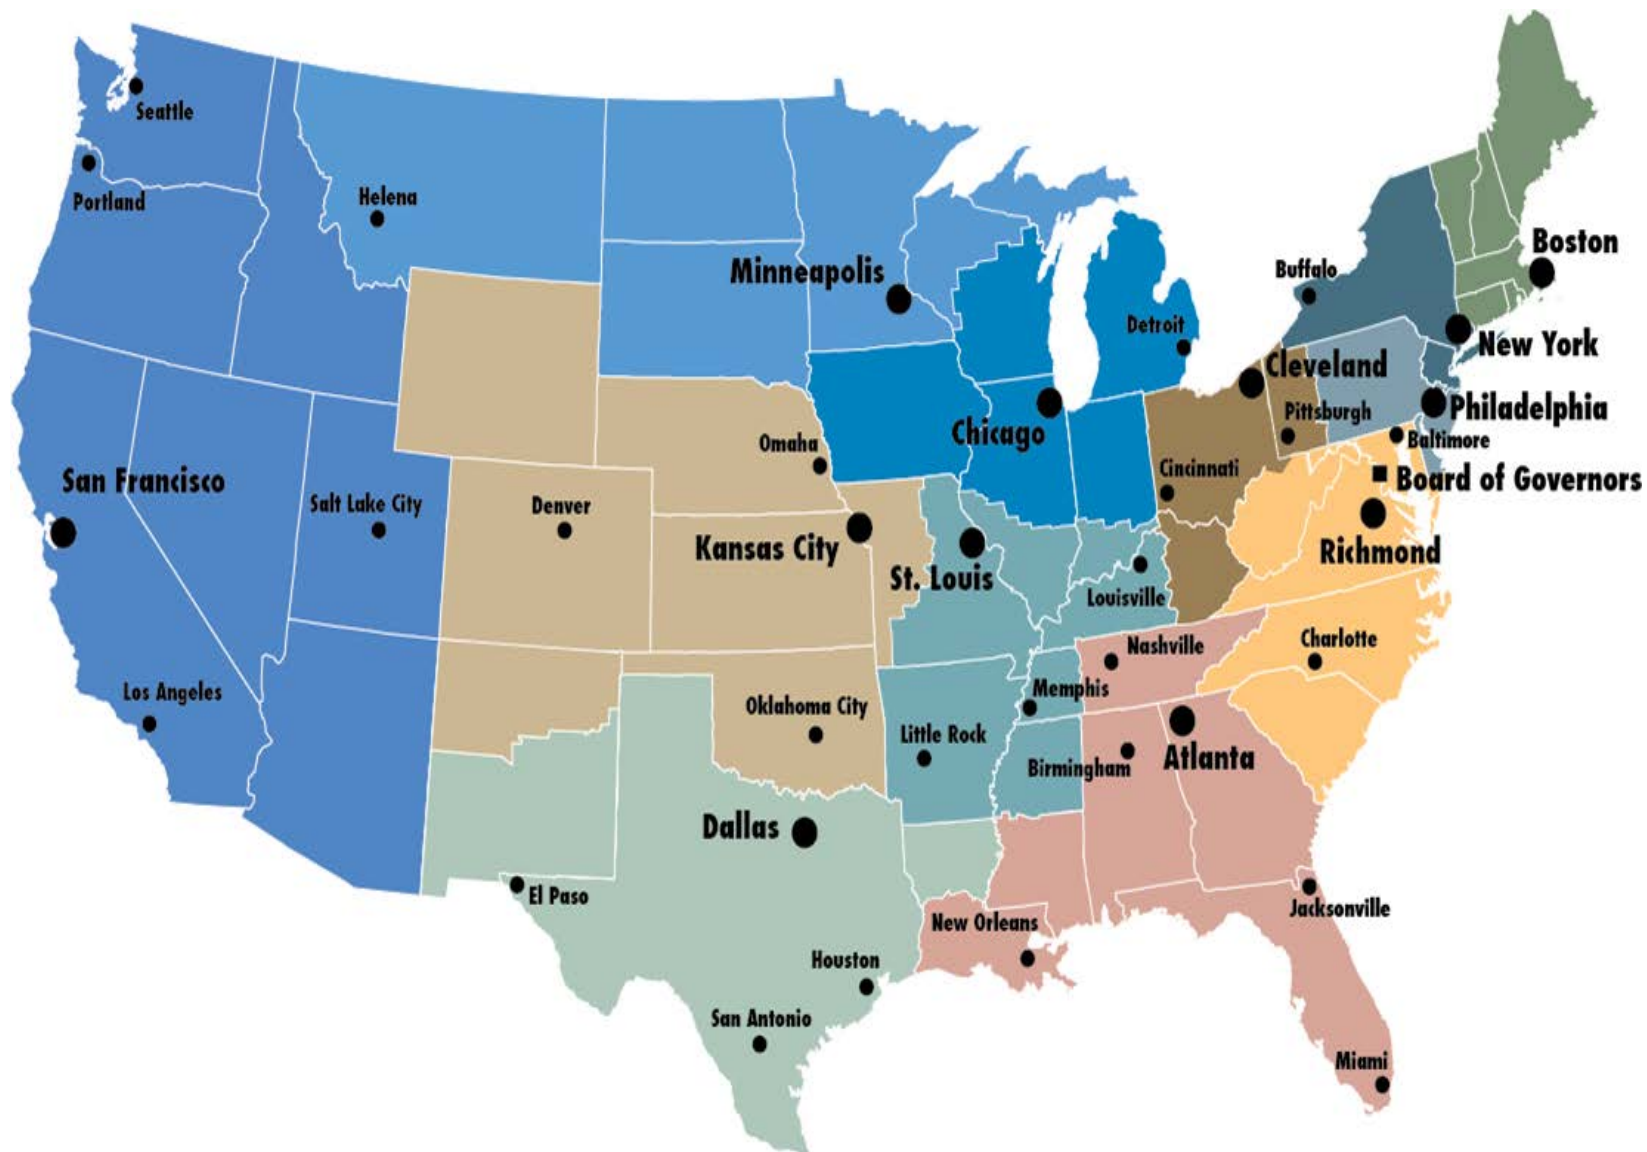 Seattle
Portland
Helena
Minneapolis
Boston
Buffalo
Detroit
New York
Cleveland
Philadelphia
Pittsburgh
Chicago
Baltimore
Omaha
Cincinnati
San Francisco
Board of Governors
Salt Lake City
Denver
Kansas City
Richmond
St. Louis
Louisville
Charlotte
Nashville
Los Angeles
Memphis
Oklahoma City
Little Rock
Birmingham
Atlanta
Dallas
El Paso
Jacksonville
New Orleans
Houston
San Antonio
Miami